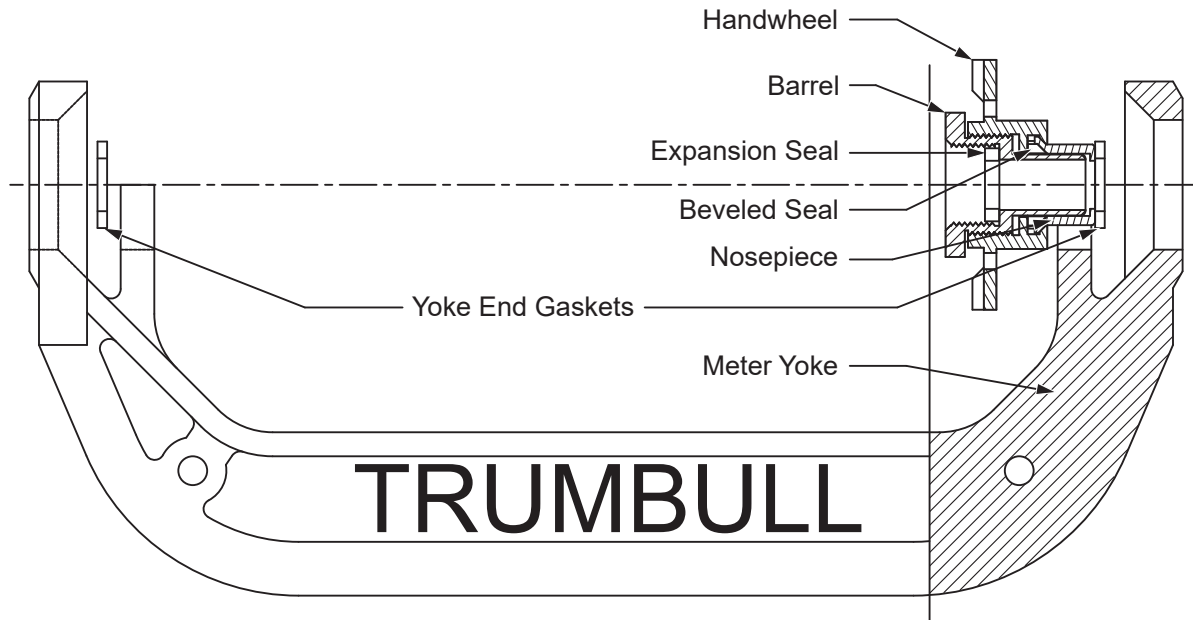 Handwheel
Barrel
Expansion Seal
Beveled Seal
Nosepiece
Yoke End Gaskets
Meter Yoke
TRUMBULL